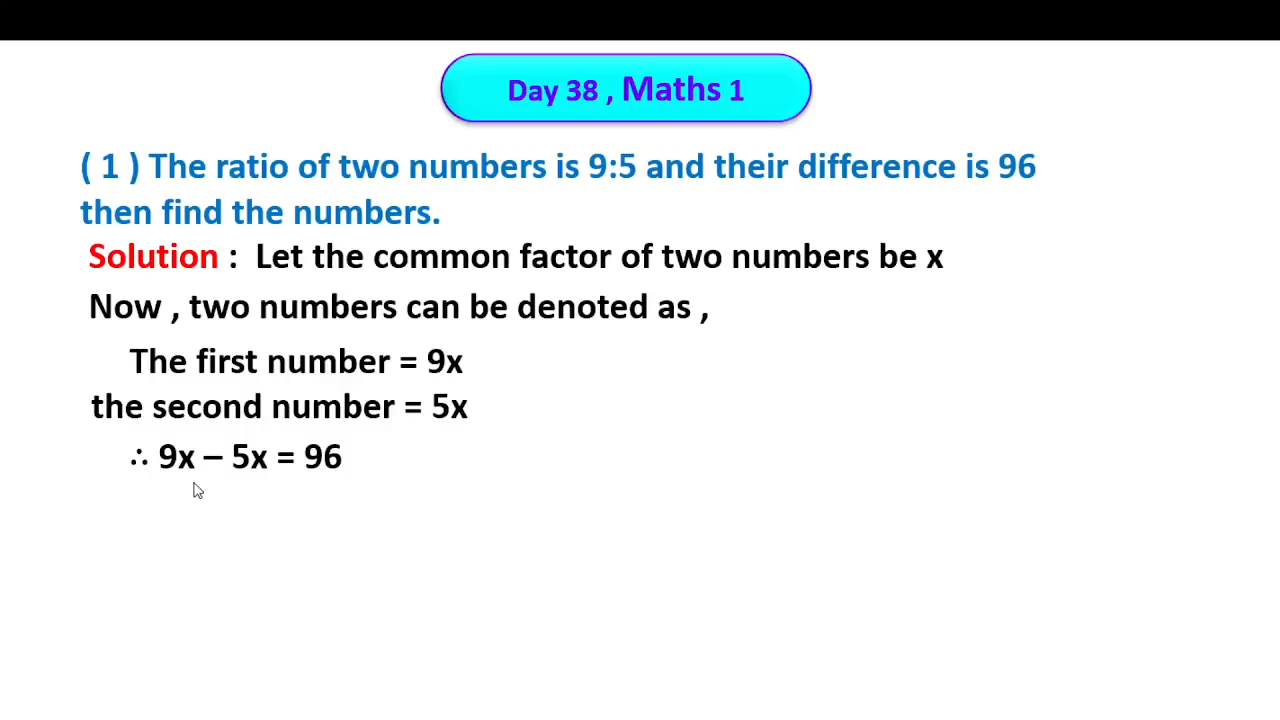 Day 38 , Maths 1
( 1 ) The ratio of two numbers is 9:5 and their difference is 96
then find the numbers.
Solution : Let the common factor of two numbers be x
Now , two numbers can be denoted as ,
The first number = 9x
the second number = 5x
∴ 9x – 5x = 96